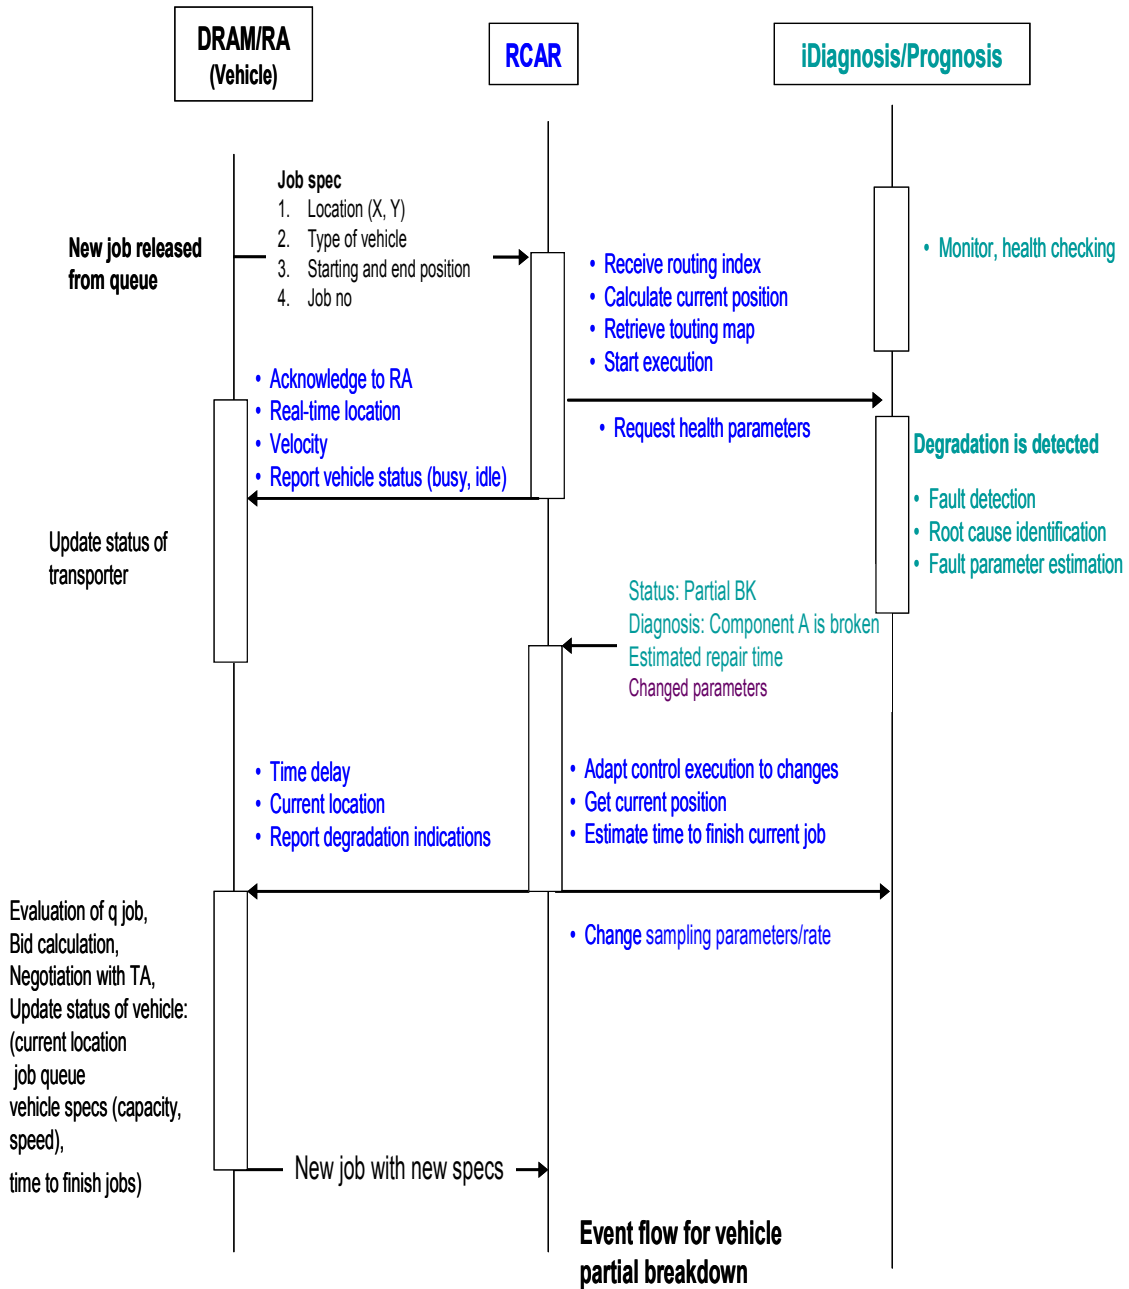 DRAM/RA
(Vehicle)
RCAR
iDiagnosis/Prognosis
Job spec
1. Location (X, Y)
2. Type of vehicle
3. Starting and end position
4. Job no
New job released
from queue
• Receive routing index
• Calculate current position
• Retrieve touting map
• Start execution
• Monitor, health checking
• Acknowledge to RA
• Real-time location
• Velocity
• Report vehicle status (busy, idle)
• Request health parameters
Degradation is detected
• Fault detection
• Root cause identification
• Fault parameter estimation
Update status of
transporter
Status: Partial BK
Diagnosis: Component A is broken
Estimated repair time
Changed parameters
• Time delay
• Current location
• Report degradation indications
• Adapt control execution to changes
• Get current position
• Estimate time to finish current job
• Change sampling parameters/rate
Evaluation of q job,
Bid calculation,
Negotiation with TA,
Update status of vehicle:
(current location
job queue
vehicle specs (capacity,
speed),
time to finish jobs)
New job with new specs
Event flow for vehicle
partial breakdown